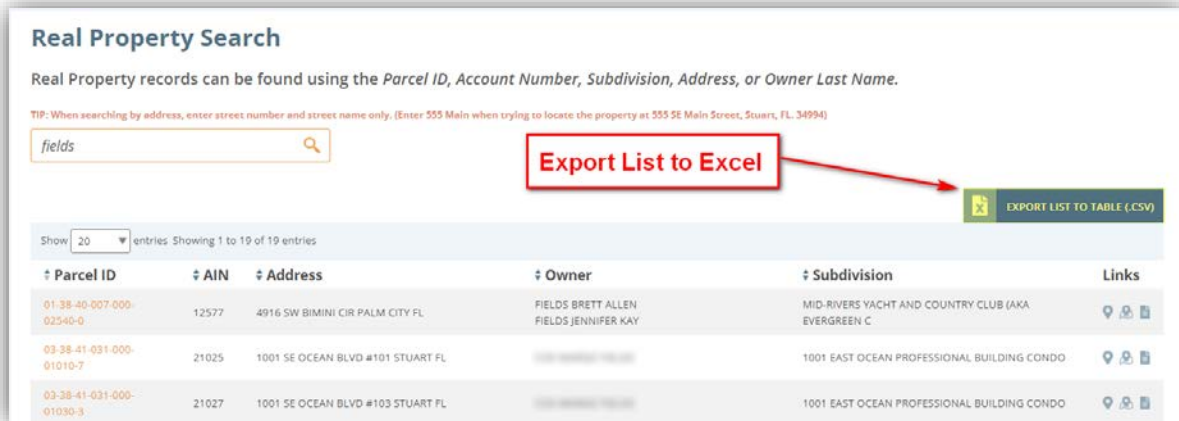 Real Property Search
Real Property records can be found using the Parcel ID, Account Number, Subdivision, Address, or Owner Last Name.
TIP: When searching by address, enter street number and street name only. (Enter 555 Main when trying to locate the property at 555 SE Main Street, Stuart, FL. 34994)
fields
Export List to Excel
EXPORT LIST TO TABLE (.CSV)
Show 20 entries Showing 1 to 19 of 19 entries
Parcel ID AIN Address Owner Subdivision Links
01-38-40-007-000-02540-0 12577 4916 SW BIMINI CIR PALM CITY FL FIELDS BRETT ALLEN FIELDS JENNIFER KAY MID-RIVERS YACHT AND COUNTRY CLUB (AKA EVERGREEN C
03-38-41-031-000-01010-7 21025 1001 SE OCEAN BLVD #101 STUART FL 1001 EAST OCEAN PROFESSIONAL BUILDING CONDO
03-38-41-031-000-01030-3 21027 1001 SE OCEAN BLVD #103 STUART FL 1001 EAST OCEAN PROFESSIONAL BUILDING CONDO